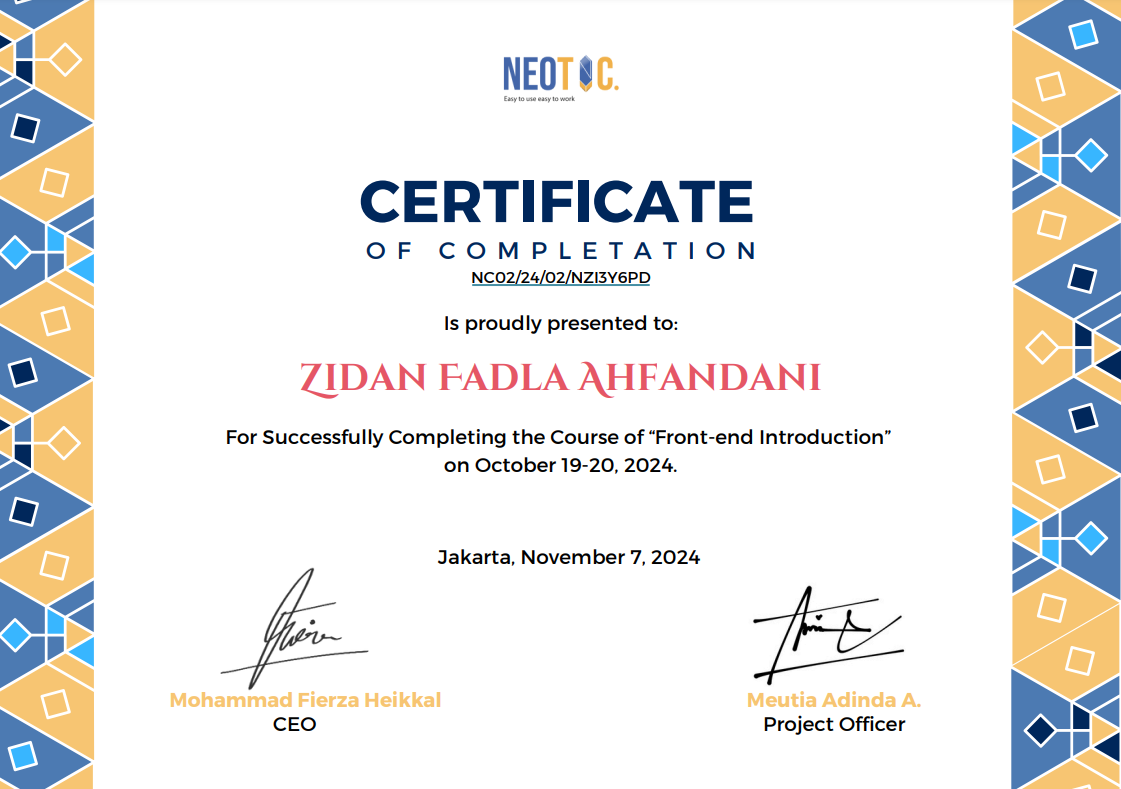 NEOT C.
Easy to use easy to work
CERTIFICATE
OF COMPLETATION
NC02/24/02/NZI3Y6PD
Is proudly presented to:
Zidan Fadla Ahfandani
For Successfully Completing the Course of “Front-end Introduction”
on October 19-20, 2024.
Jakarta, November 7, 2024
Mohammad Fierza Heikkal
CEO
Meutia Adinda A.
Project Officer